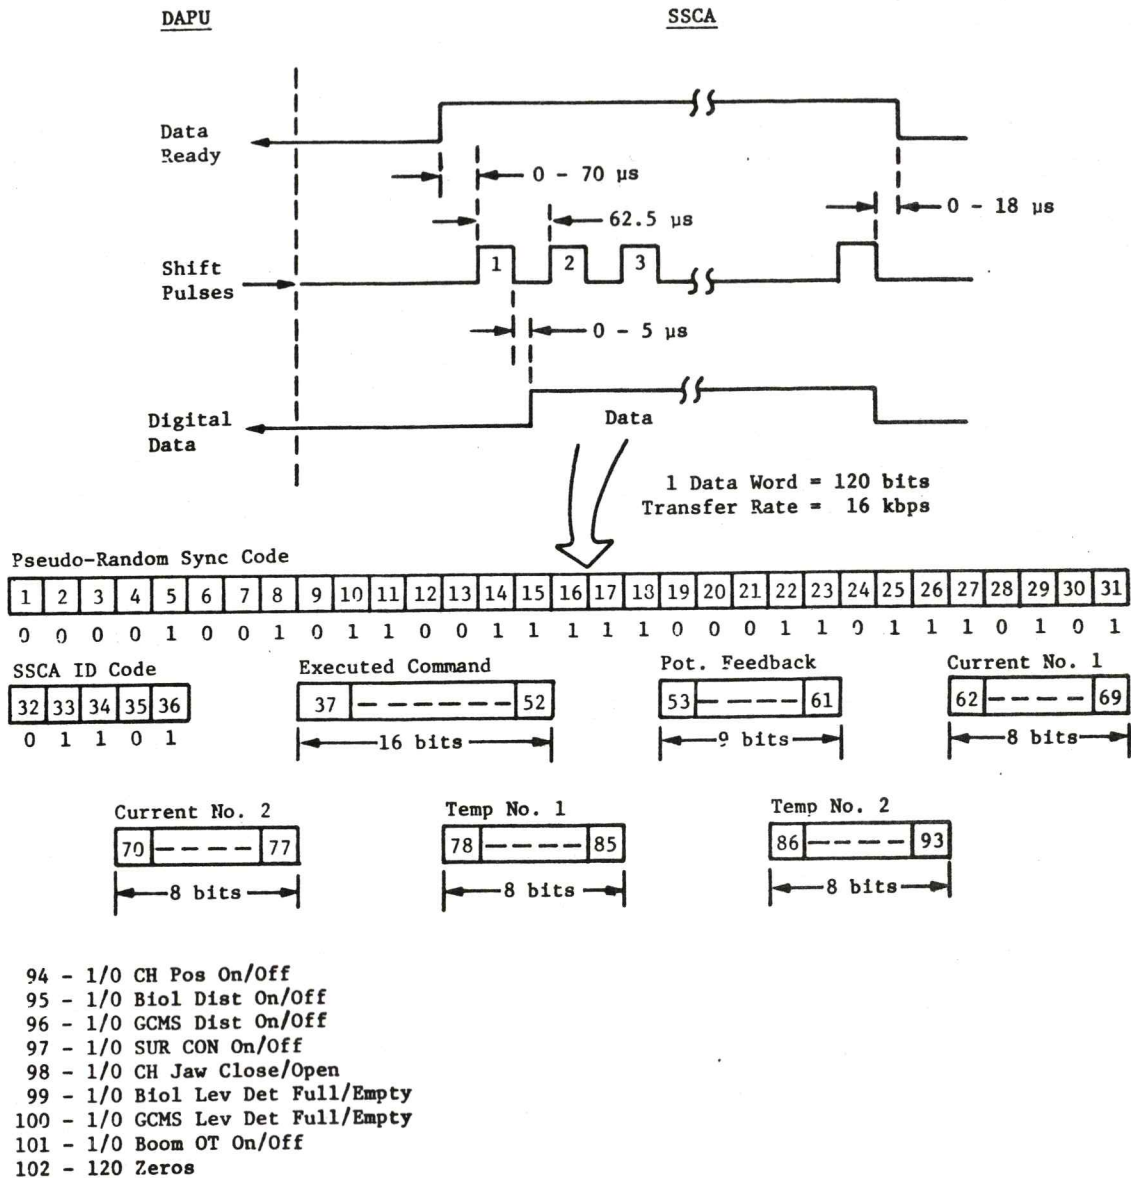 DAPU SSCA
Data Ready
0 - 70 µs
0 - 18 µs
62.5 µs
Shift Pulses
1 2 3
0 - 5 µs
Digital Data
Data
1 Data Word = 120 bits
Transfer Rate = 16 kbps
Pseudo-Random Sync Code
1 2 3 4 5 6 7 8 9 10 11 12 13 14 15 16 17 18 19 20 21 22 23 24 25 26 27 28 29 30 31
0 0 0 0 1 0 0 1 0 1 1 0 0 1 1 1 1 1 0 0 0 1 1 0 1 1 1 0 1 0 1
SSCA ID Code Executed Command Pot. Feedback Current No. 1
32 33 34 35 36 37 52 53 61 62 69
0 1 1 0 1 16 bits 9 bits 8 bits
Current No. 2 Temp No. 1 Temp No. 2
70 77 78 85 86 93
8 bits 8 bits 8 bits
94 - 1/0 CH Pos On/Off
95 - 1/0 Biol Dist On/Off
96 - 1/0 GCMS Dist On/Off
97 - 1/0 SUR CON On/Off
98 - 1/0 CH Jaw Close/Open
99 - 1/0 Biol Lev Det Full/Empty
100 - 1/0 GCMS Lev Det Full/Empty
101 - 1/0 Boom OT On/Off
102 - 120 Zeros